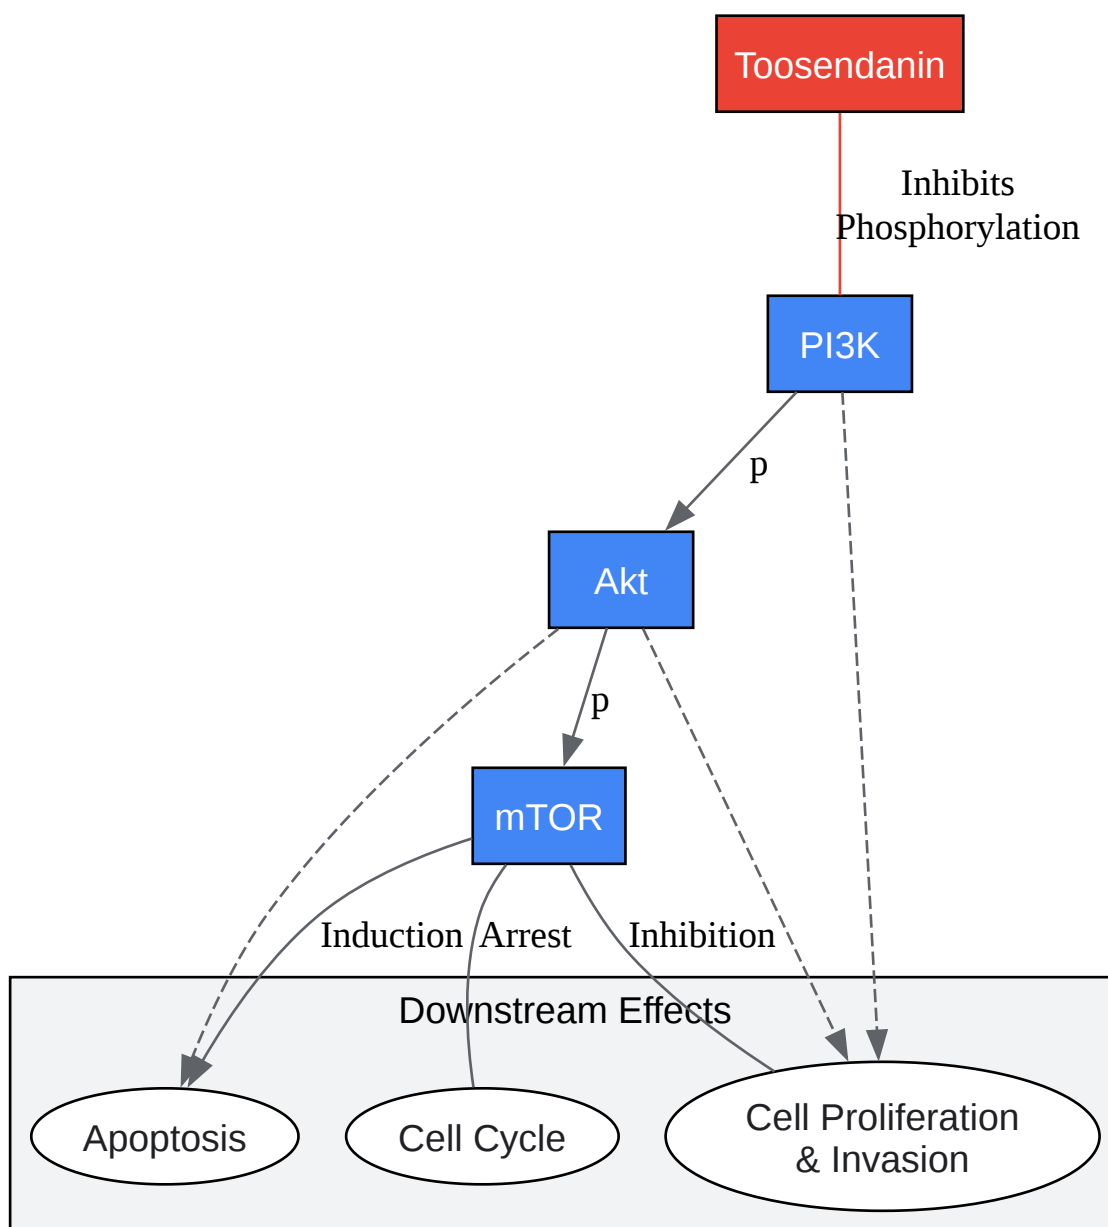 Toosendanin
Inhibits
Phosphorylation
PI3K
p
Akt
p
mTOR
Induction
Arrest
Inhibition
Downstream Effects
Apoptosis
Cell Cycle
Cell Proliferation
& Invasion